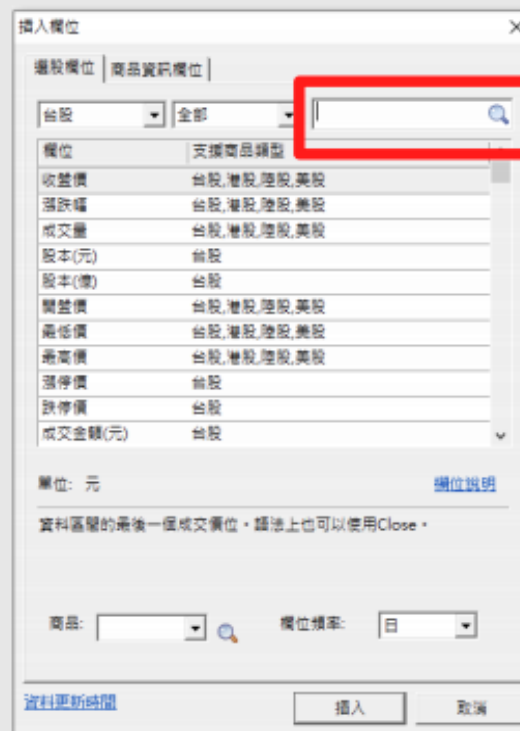 插入欄位
選股欄位 商品資訊欄位
台股 全部
欄位 支援商品類型
收盤價 台股,港股,陸股,美股
漲跌幅 台股,港股,陸股,美股
成交量 台股,港股,陸股,美股
股本(元) 台股
股本(億) 台股
開盤價 台股,港股,陸股,美股
最低價 台股,港股,陸股,美股
最高價 台股,港股,陸股,美股
漲停價 台股
跌停價 台股
成交金額(元) 台股
單位: 元 欄位說明
資料區間的最後一個成交價位。語法上也可以使用Close。
商品: 欄位頻率: 日
資料更新時間 插入 取消